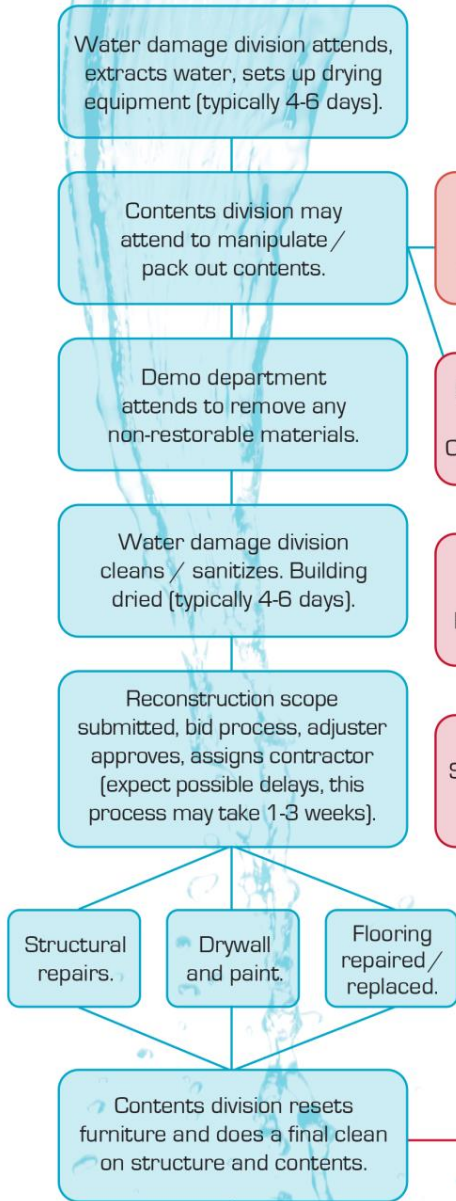 Water damage division attends,
extracts water, sets up drying
equipment (typically 4-6 days).
Contents division may
attend to manipulate /
pack out contents.
Demo department
attends to remove any
non-restorable materials.
Water damage division
cleans / sanitizes. Building
dried (typically 4-6 days).
Reconstruction scope
submitted, bid process, adjuster
approves, assigns contractor
(expect possible delays, this
process may take 1-3 weeks).
Structural
repairs.
Drywall
and paint.
Flooring
repaired /
replaced.
Contents division resets
furniture and does a final clean
on structure and contents.